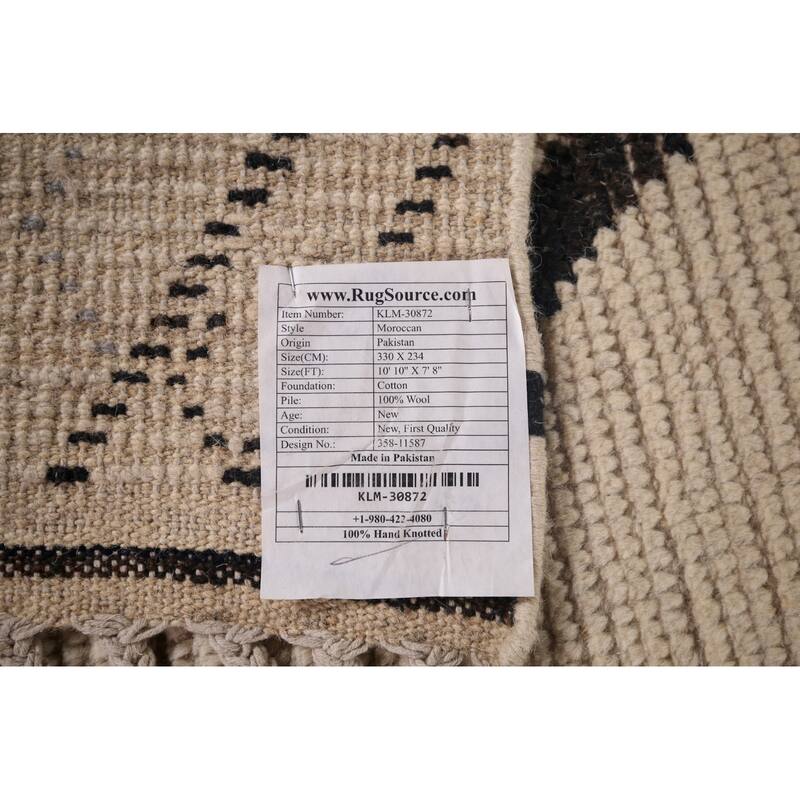 www.RugSource.com
Item Number: KLM-30872
Style Moroccan
Origin Pakistan
Size(CM): 330 X 234
Size(FT): 10' 10" X 7' 8"
Foundation: Cotton
Pile: 100% Wool
Age: New
Condition: New, First Quality
Design No.: 358-11587
Made in Pakistan
KLM-30872
+1-980-422-4080
100% Hand Knotted